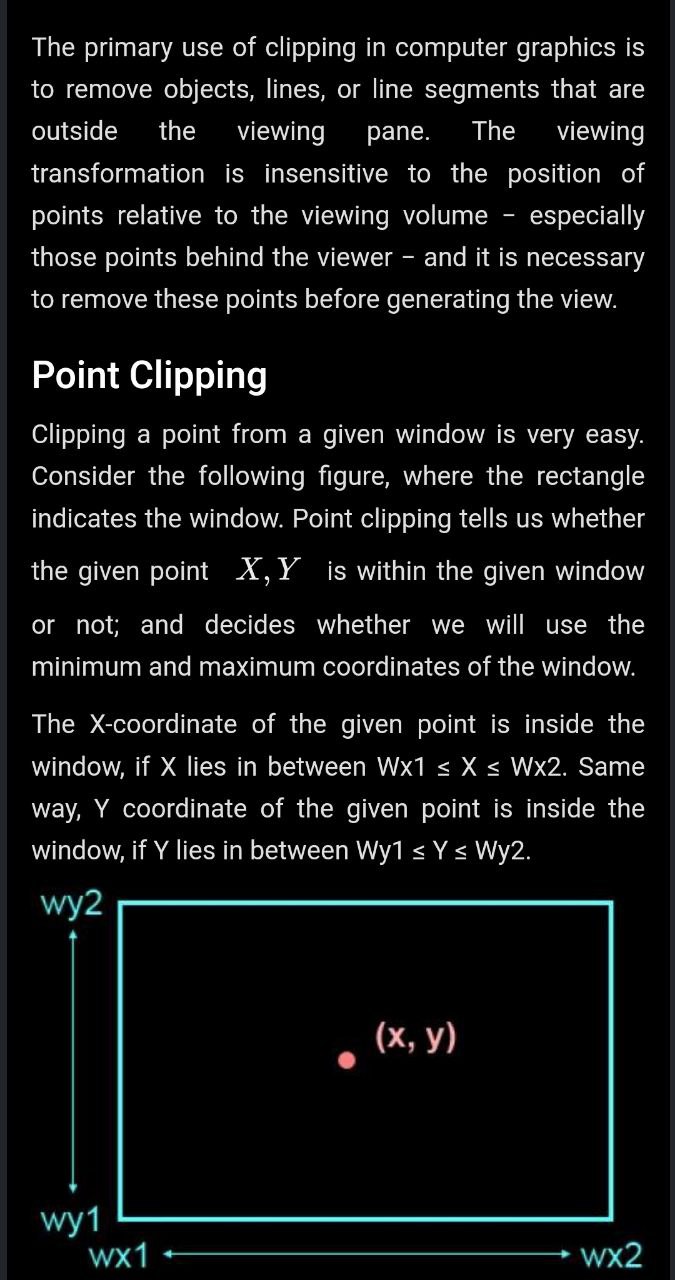 The primary use of clipping in computer graphics is
to remove objects, lines, or line segments that are
outside the viewing pane. The viewing
transformation is insensitive to the position of
points relative to the viewing volume − especially
those points behind the viewer − and it is necessary
to remove these points before generating the view.
Point Clipping
Clipping a point from a given window is very easy.
Consider the following figure, where the rectangle
indicates the window. Point clipping tells us whether
the given point X, Y is within the given window
or not; and decides whether we will use the
minimum and maximum coordinates of the window.
The X-coordinate of the given point is inside the
window, if X lies in between Wx1 ≤ X ≤ Wx2. Same
way, Y coordinate of the given point is inside the
window, if Y lies in between Wy1 ≤ Y ≤ Wy2.
wy2
(x, y)
wy1
wx1 wx2